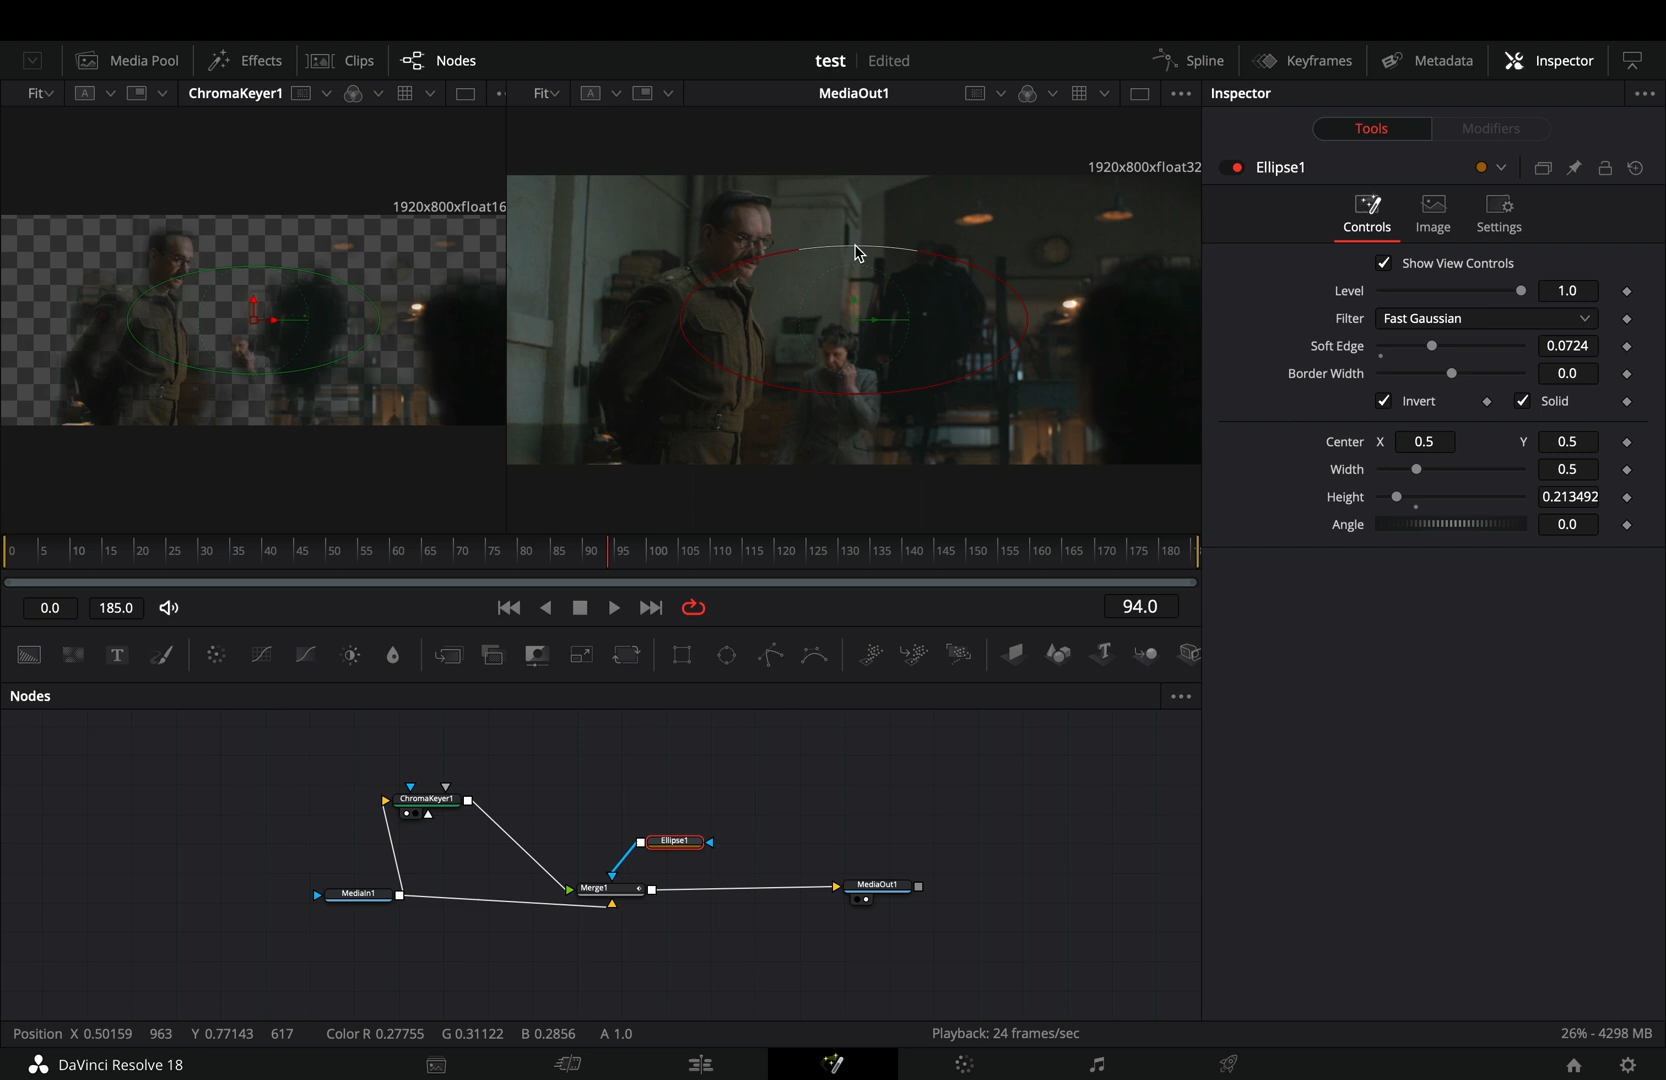 Media Pool
Effects
Clips
Nodes
test
Edited
Spline
Keyframes
Metadata
Inspector
Fit
A
ChromaKeyer1
Fit
A
MediaOut1
Inspector
Tools
Modifiers
1920x800xfloat16
1920x800xfloat32
Ellipse1
Controls
Image
Settings
Show View Controls
Level 1.0
Filter Fast Gaussian
Soft Edge 0.0724
Border Width 0.0
Invert Solid
Center X 0.5 Y 0.5
Width 0.5
Height 0.213492
Angle 0.0
0 5 10 15 20 25 30 35 40 45 50 55 60 65 70 75 80 85 90 95 100 105 110 115 120 125 130 135 140 145 150 155 160 165 170 175 180
0.0 185.0 94.0
T
T
Nodes
ChromaKeyer1
Ellipse1
MediaIn1
Merge1
MediaOut1
Position X 0.50159 963 Y 0.77143 617 Color R 0.27755 G 0.31122 B 0.2856 A 1.0
Playback: 24 frames/sec
26% - 4298 MB
DaVinci Resolve 18